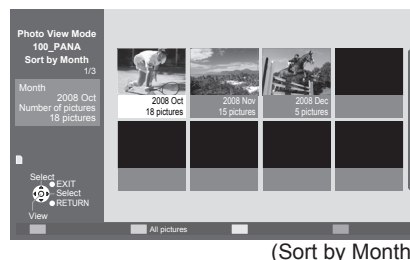 Photo View Mode
100_PANA
Sort by Month
1/3
Month
2008 Oct
Number of pictures
18 pictures
Select
EXIT
Select
RETURN
View
2008 Oct
18 pictures
2008 Nov
15 pictures
2008 Dec
5 pictures
All pictures
(Sort by Month